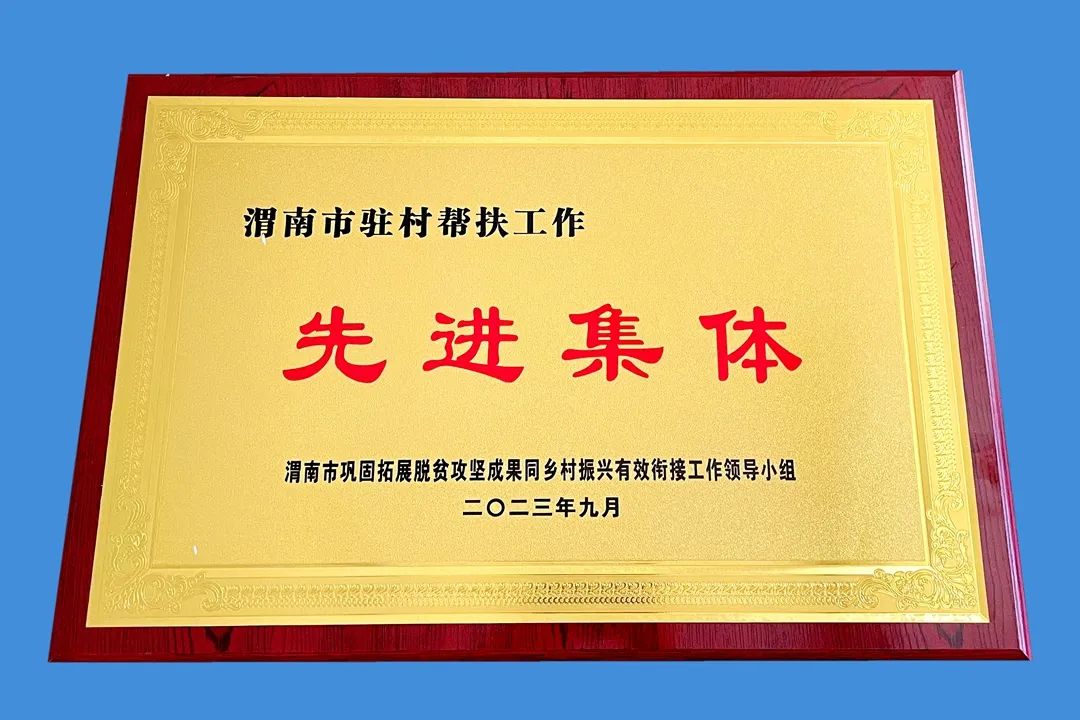 渭南市驻村帮扶工作
先进集体
渭南市巩固拓展脱贫攻坚成果同乡村振兴有效衔接工作领导小组
二〇二三年九月